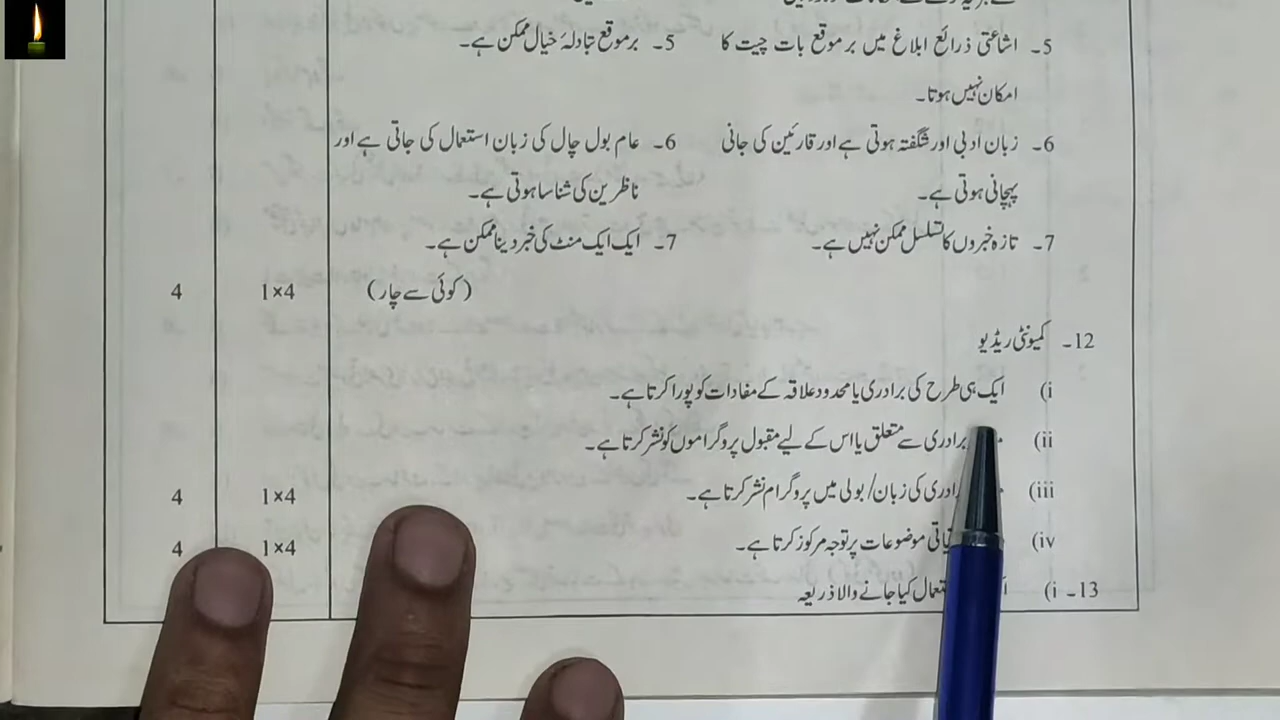 5۔ اشاعتی ذرائع ابلاغ میں بر موقع بات چیت کا
امکان نہیں ہوتا۔
5۔ بر موقع تبادلۂ خیال ممکن ہے۔
6۔ زبان ادبی اور شگفتہ ہوتی ہے اور قارئین کی جانی
پہچانی ہوتی ہے۔
6۔ عام بول چال کی زبان استعمال کی جاتی ہے اور
ناظرین کی شناسا ہوتی ہے۔
7۔ تازہ خبروں کا تسلسل ممکن نہیں ہے۔
7۔ ایک ایک منٹ کی خبر دینا ممکن ہے۔
(کوئی سے چار) 1×4 4
12۔ کمیونٹی ریڈیو
(i ایک ہی طرح کی برادری یا محدود علاقہ کے مفادات کو پورا کرتا ہے۔
(ii برادری سے متعلق یا اس کے لیے مقبول پروگراموں کو نشر کرتا ہے۔
(iii کی زبان/ بولی میں پروگرام نشر کرتا ہے۔ 1×4 4
(iv موضوعات پر توجہ مرکوز کرتا ہے۔ 1×4 4
13۔ (i کیا جانے والا ذریعہ